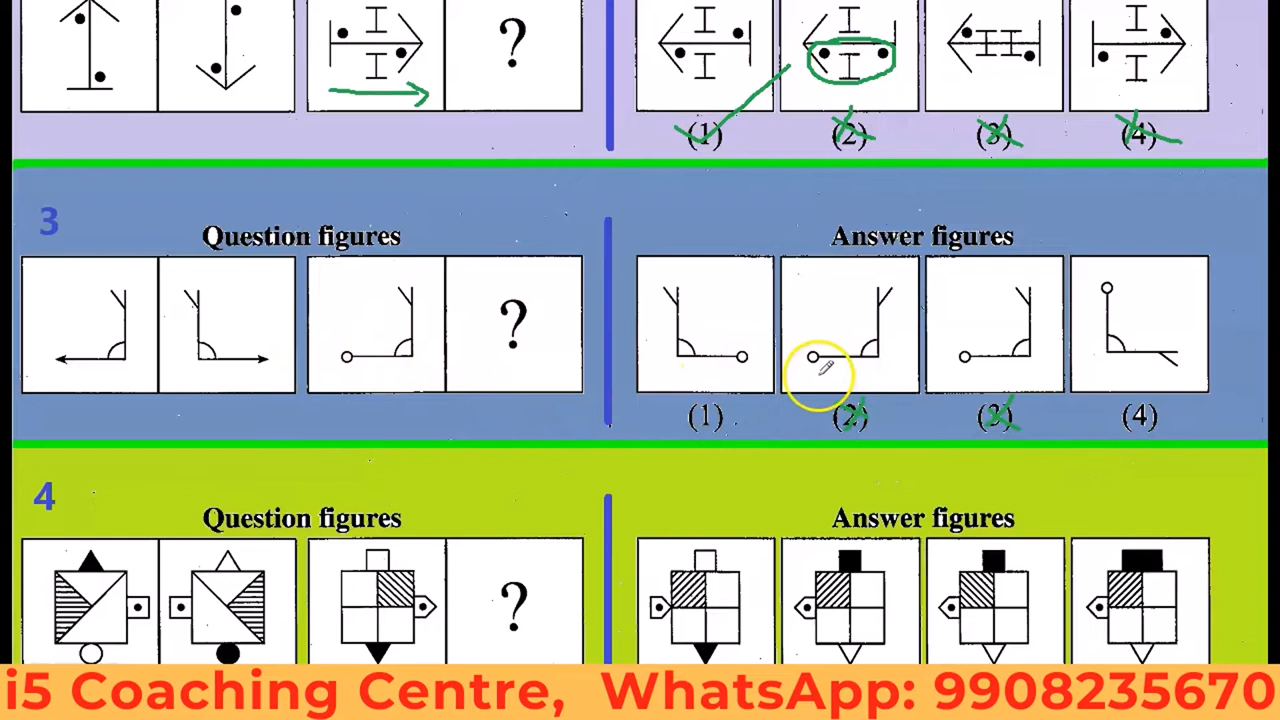 ?
(1) (2) (3) (4)
3
Question figures
Answer figures
?
(1) (2) (3) (4)
4
Question figures
Answer figures
?
i5 Coaching Centre, WhatsApp: 9908235670